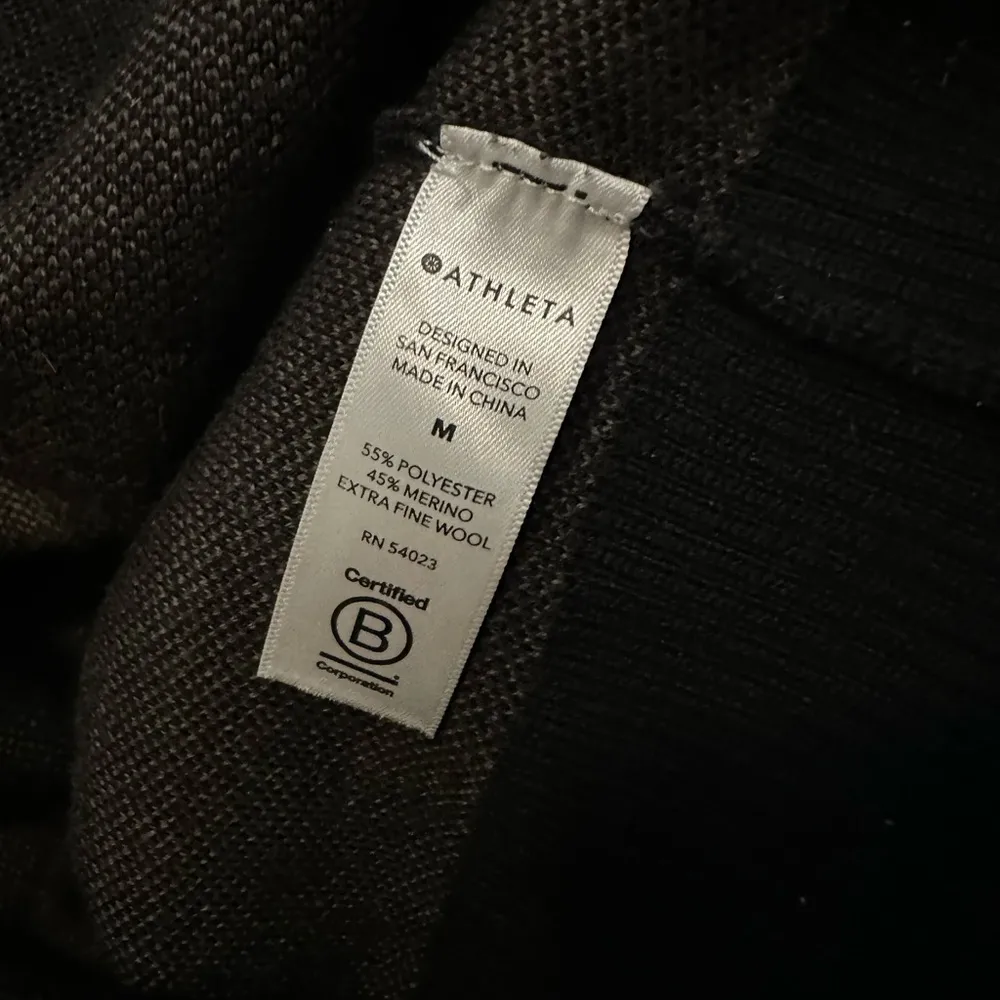 ATHLETA
DESIGNED IN
SAN FRANCISCO
MADE IN CHINA
M
55% POLYESTER
45% MERINO
EXTRA FINE WOOL
RN 54023
Certified
B
Corporation